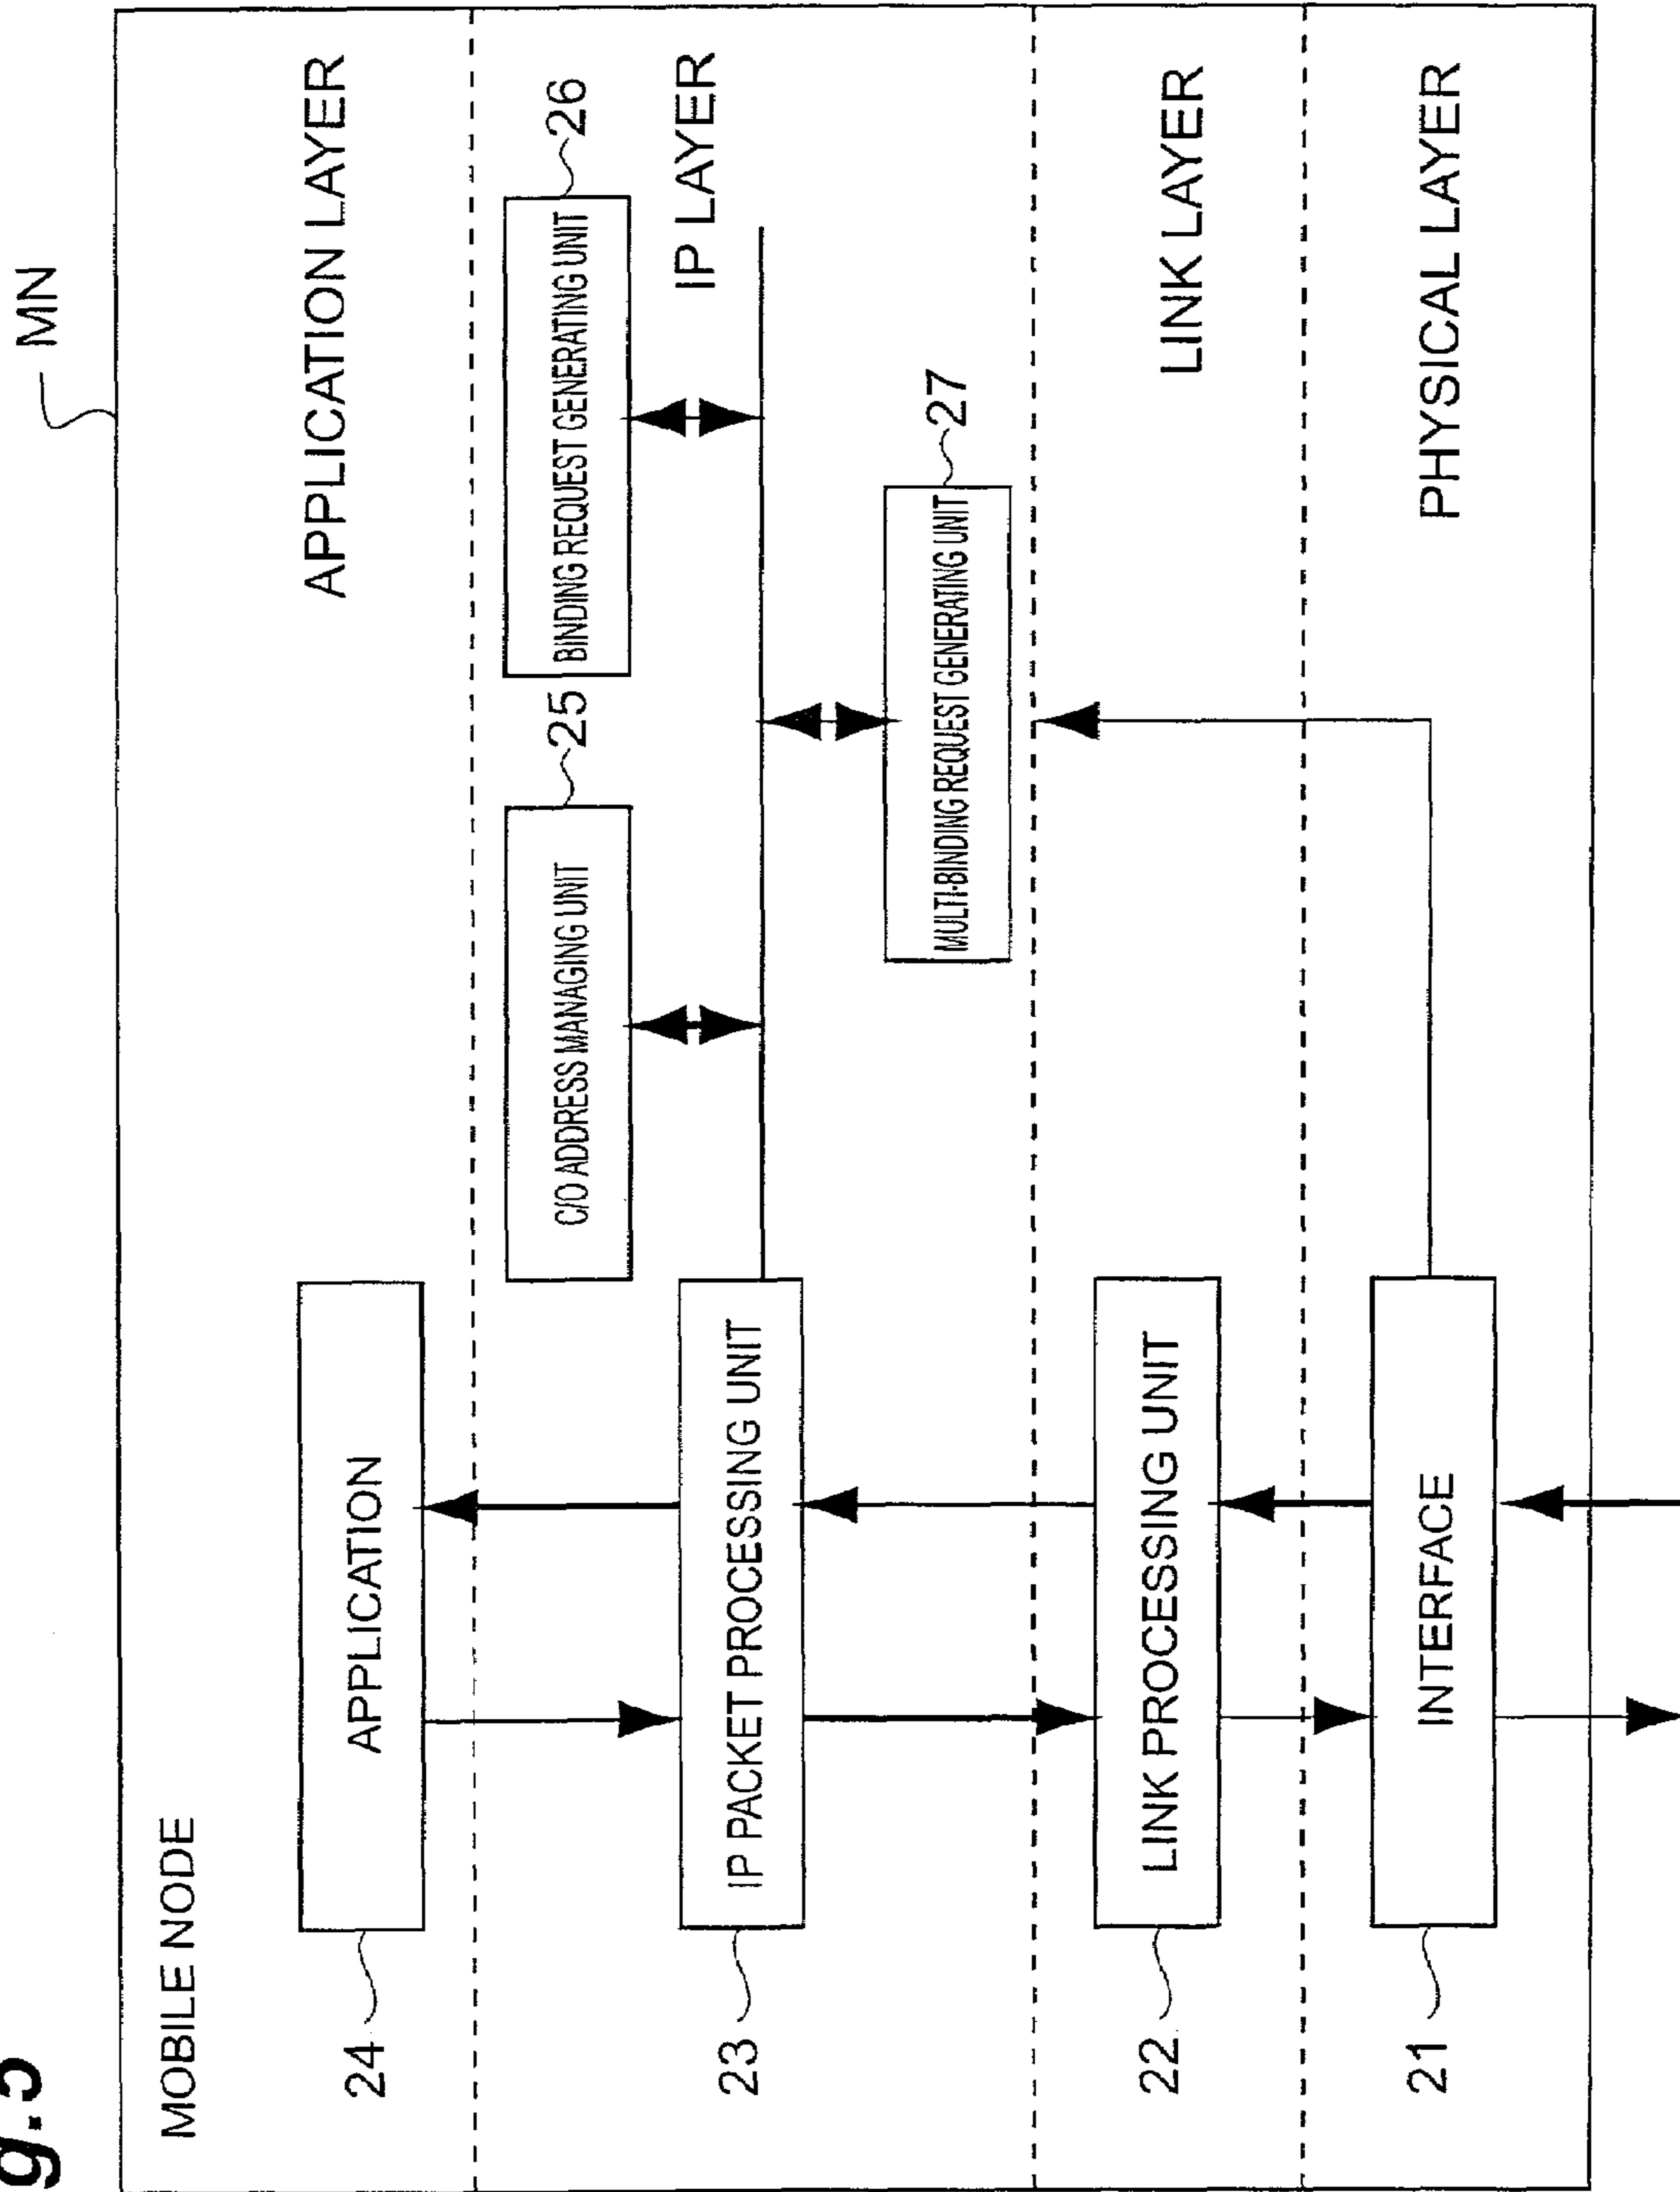 g.5
MN
MOBILE NODE
APPLICATION LAYER
24
APPLICATION
25
C/O ADDRESS MANAGING UNIT
26
BINDING REQUEST GENERATING UNIT
IP LAYER
23
IP PACKET PROCESSING UNIT
27
MULTI-BINDING REQUEST GENERATING UNIT
22
LINK PROCESSING UNIT
LINK LAYER
21
INTERFACE
PHYSICAL LAYER